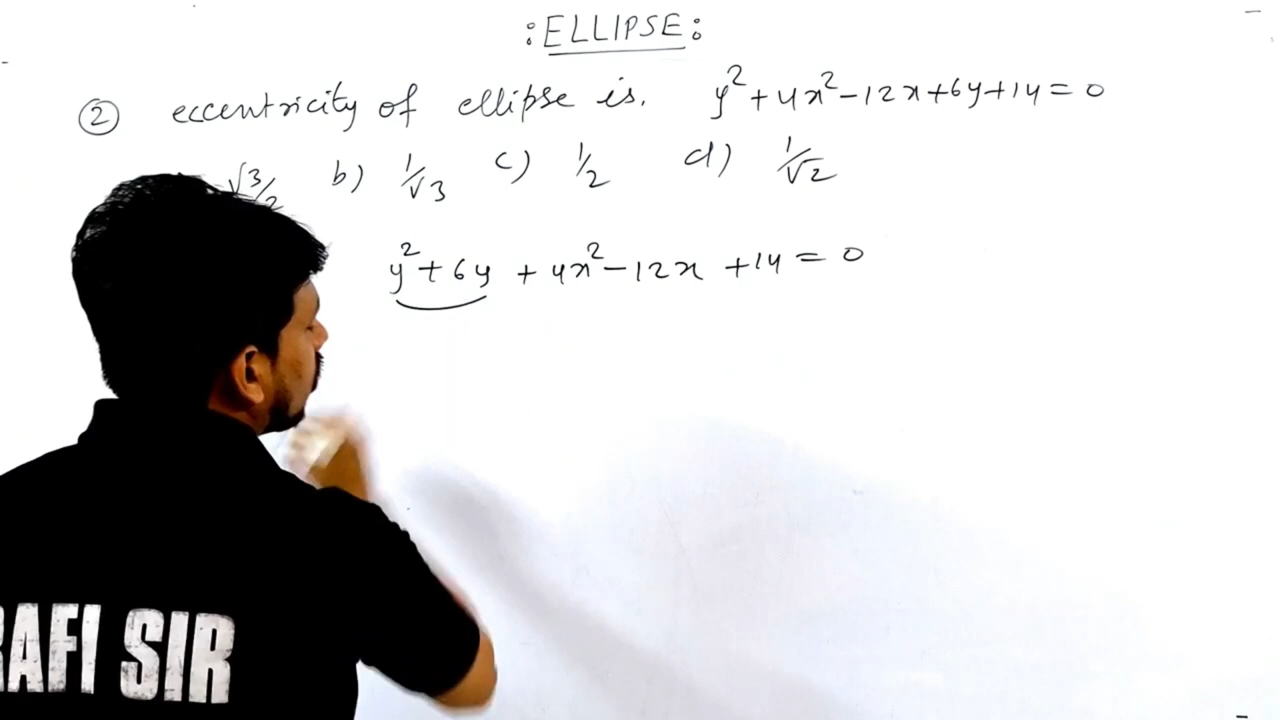 :ELLIPSE:
② eccentricity of ellipse is. y²+4x²-12x+6y+14=0
√3/2 b) 1/√3 c) 1/2 d) 1/√2
y²+6y + 4x²-12x +14 = 0
RAFI SIR